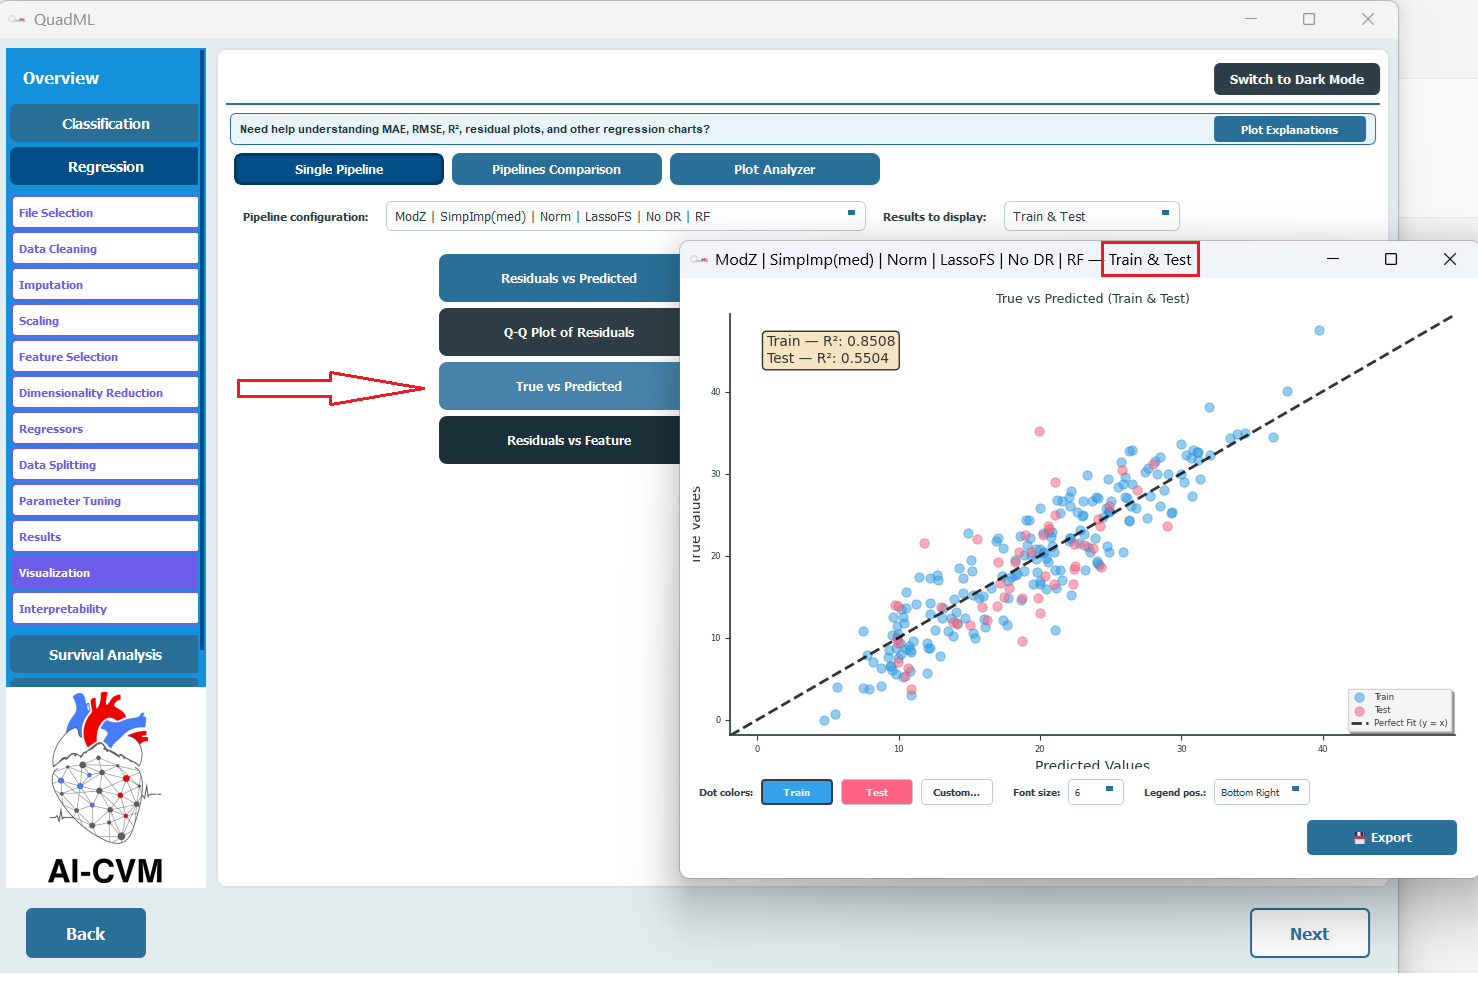 QuadML
Overview
Classification
Regression
File Selection
Data Cleaning
Imputation
Scaling
Feature Selection
Dimensionality Reduction
Regressors
Data Splitting
Parameter Tuning
Results
Visualization
Interpretability
Survival Analysis
AI-CVM
Back
Switch to Dark Mode
Need help understanding MAE, RMSE, R², residual plots, and other regression charts?
Plot Explanations
Single Pipeline
Pipelines Comparison
Plot Analyzer
Pipeline configuration: ModZ | SimpImp(med) | Norm | LassoFS | No DR | RF
Results to display: Train & Test
Residuals vs Predicted
Q-Q Plot of Residuals
True vs Predicted
Residuals vs Feature
ModZ | SimpImp(med) | Norm | LassoFS | No DR | RF — Train & Test
True vs Predicted (Train & Test)
Train — R²: 0.8508
Test — R²: 0.5504
True Values
40
30
20
10
0
0 10 20 30 40
Predicted Values
Train
Test
Perfect Fit (y = x)
Dot colors: Train Test Custom... Font size: 6 Legend pos.: Bottom Right
Export
Next